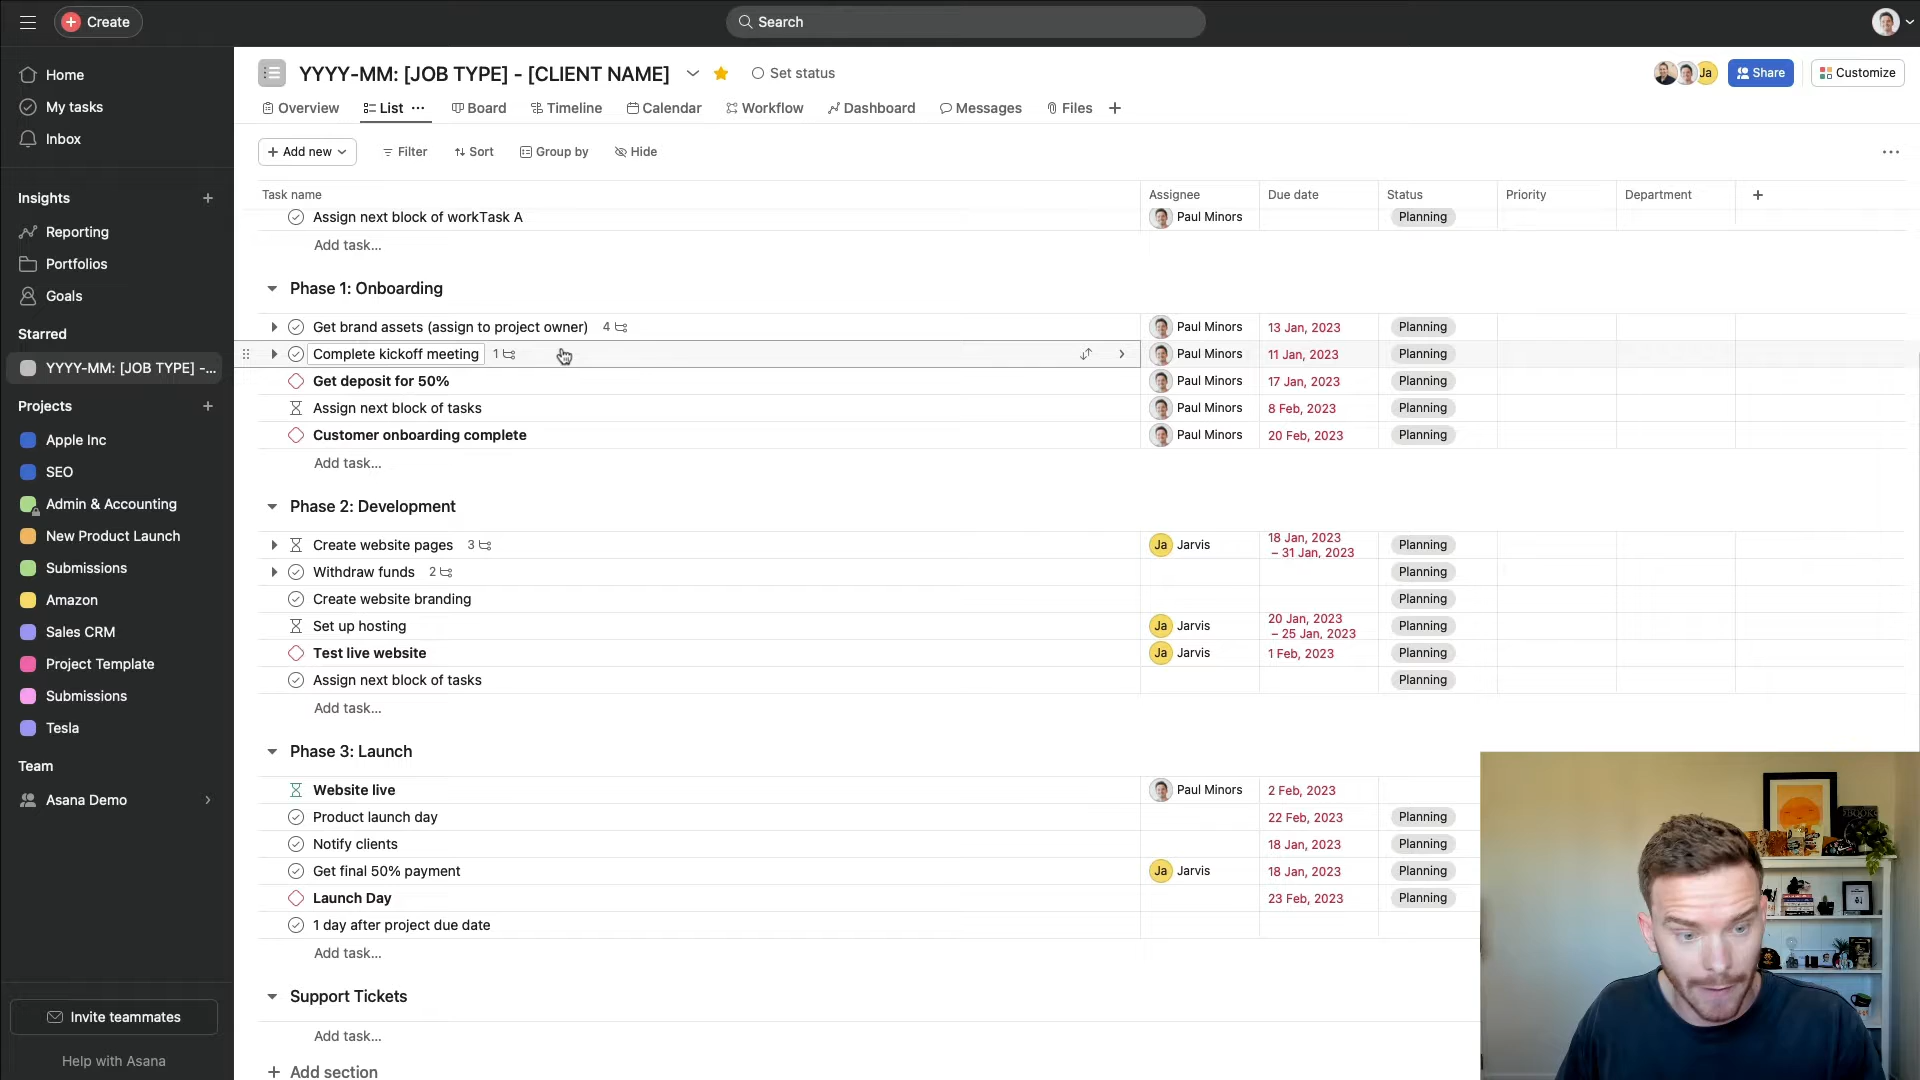 Create
Search
Home
My tasks
Inbox
Insights
Reporting
Portfolios
Goals
Starred
YYYY-MM: [JOB TYPE] -...
Projects
Apple Inc
SEO
Admin & Accounting
New Product Launch
Submissions
Amazon
Sales CRM
Project Template
Submissions
Tesla
Team
Asana Demo
Invite teammates
Help with Asana
YYYY-MM: [JOB TYPE] - [CLIENT NAME]
Set status
Ja
Share
Customize
Overview List Board Timeline Calendar Workflow Dashboard Messages Files
Add new Filter Sort Group by Hide
Task name Assignee Due date Status Priority Department
Assign next block of workTask A Paul Minors Planning
Add task...
Phase 1: Onboarding
Get brand assets (assign to project owner) 4 Paul Minors 13 Jan, 2023 Planning
Complete kickoff meeting 1 Paul Minors 11 Jan, 2023 Planning
Get deposit for 50% Paul Minors 17 Jan, 2023 Planning
Assign next block of tasks Paul Minors 8 Feb, 2023 Planning
Customer onboarding complete Paul Minors 20 Feb, 2023 Planning
Add task...
Phase 2: Development
Create website pages 3 Ja Jarvis 18 Jan, 2023 – 31 Jan, 2023 Planning
Withdraw funds 2 Planning
Create website branding Planning
Set up hosting Ja Jarvis 20 Jan, 2023 – 25 Jan, 2023 Planning
Test live website Ja Jarvis 1 Feb, 2023 Planning
Assign next block of tasks Planning
Add task...
Phase 3: Launch
Website live Paul Minors 2 Feb, 2023
Product launch day 22 Feb, 2023 Planning
Notify clients 18 Jan, 2023 Planning
Get final 50% payment Ja Jarvis 18 Jan, 2023 Planning
Launch Day 23 Feb, 2023 Planning
1 day after project due date
Add task...
Support Tickets
Add task...
Add section